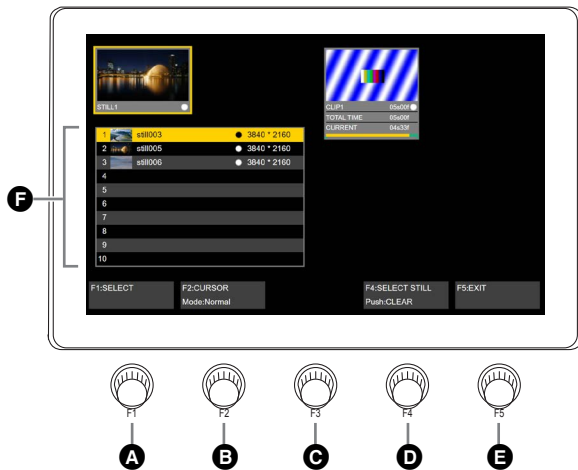 STILL1
CLIP1 05s00f
TOTAL TIME 05s00f
CURRENT 04s33f
1 still003 3840 * 2160
2 still005 3840 * 2160
3 still006 3840 * 2160
4
5
6
7
8
9
10
F
F1:SELECT
F2:CURSOR
Mode:Normal
F4:SELECT STILL
Push:CLEAR
F5:EXIT
F1 F2 F3 F4 F5
A B C D E